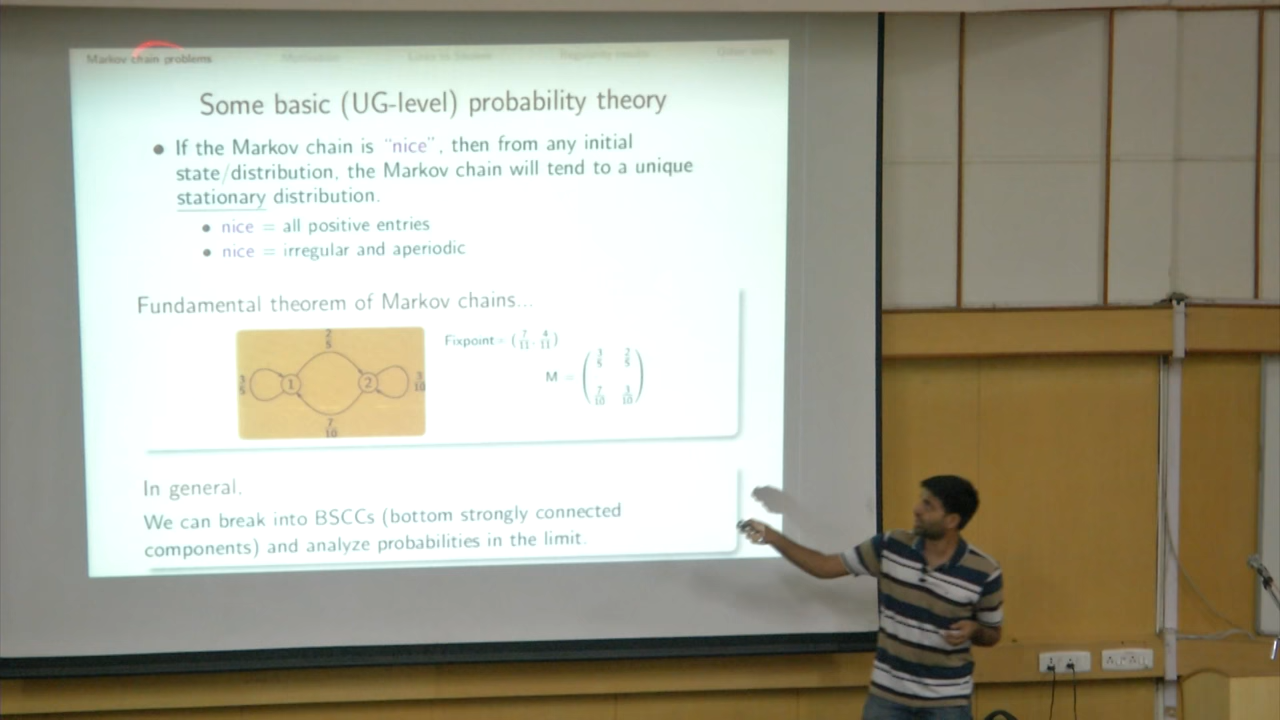 Markov chain problems
Some basic (UG-level) probability theory
• If the Markov chain is "nice", then from any initial
state/distribution, the Markov chain will tend to a unique
stationary distribution.
• nice = all positive entries
• nice = irregular and aperiodic
Fundamental theorem of Markov chains...
2/5
3/5 1 2 3/10
7/10
Fixpoint = (7/11, 4/11)
M = (3/5 2/5
7/10 3/10)
In general,
We can break into BSCCs (bottom strongly connected
components) and analyze probabilities in the limit.